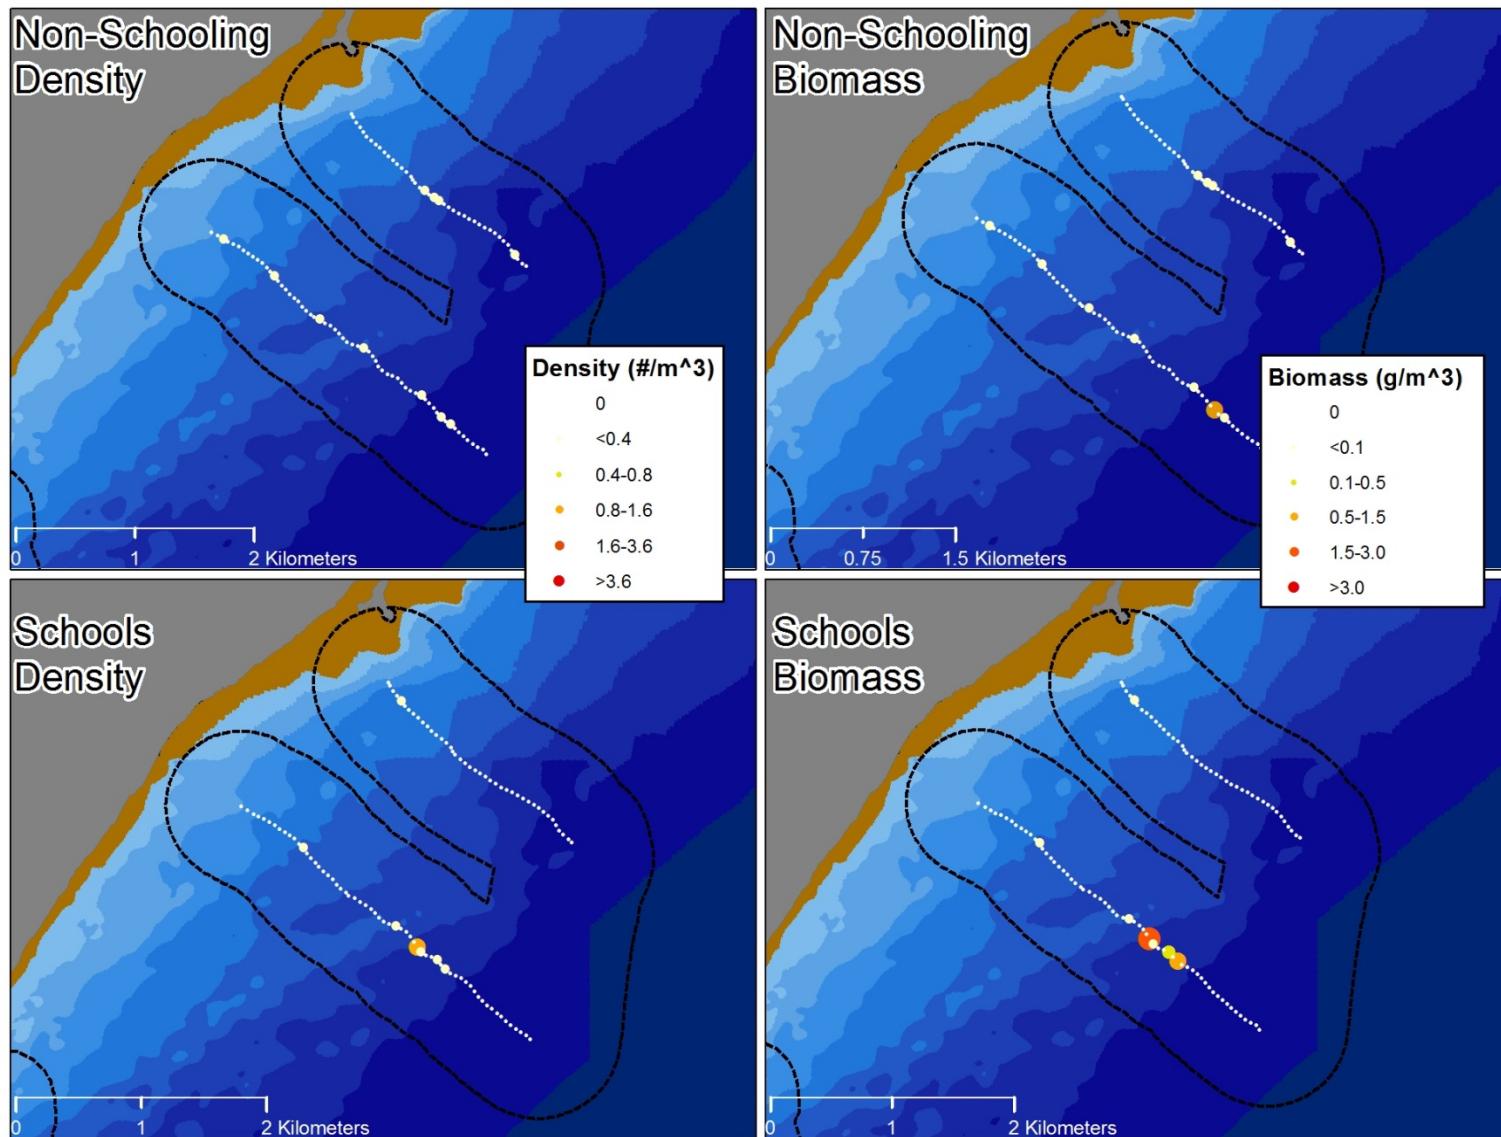 Non-Schooling
Density
Density (#/m^3)
0
<0.4
0.4-0.8
0.8-1.6
1.6-3.6
>3.6
0 1 2 Kilometers
Non-Schooling
Biomass
Biomass (g/m^3)
0
<0.1
0.1-0.5
0.5-1.5
1.5-3.0
>3.0
0 0.75 1.5 Kilometers
Schools
Density
0 1 2 Kilometers
Schools
Biomass
0 1 2 Kilometers